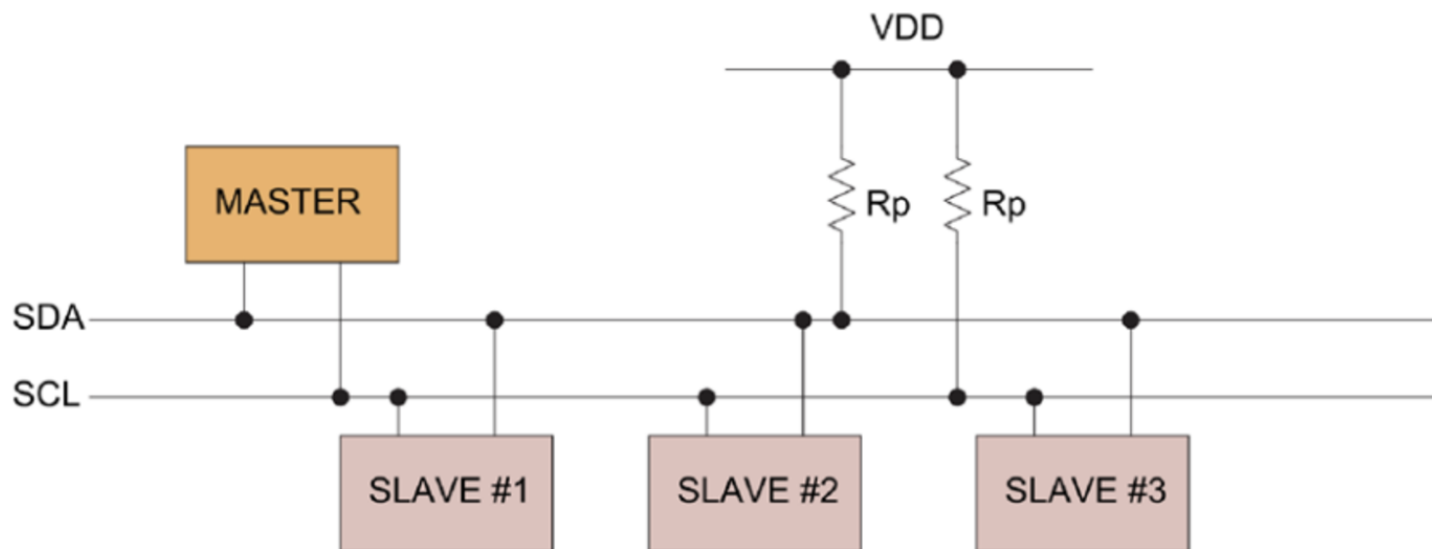 VDD
MASTER
Rp
Rp
SDA
SCL
SLAVE #1
SLAVE #2
SLAVE #3